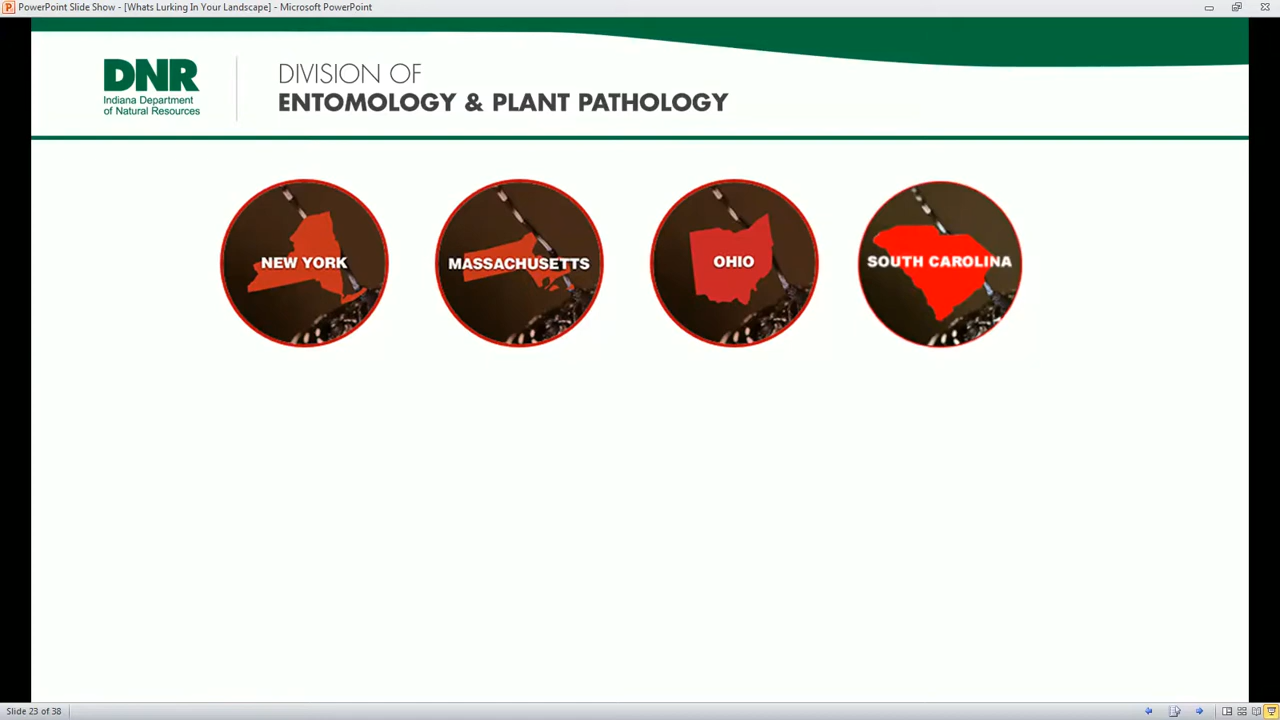 PowerPoint Slide Show - [Whats Lurking In Your Landscape] - Microsoft PowerPoint
DNR
Indiana Department
of Natural Resources
DIVISION OF
ENTOMOLOGY & PLANT PATHOLOGY
NEW YORK
MASSACHUSETTS
OHIO
SOUTH CAROLINA
Slide 23 of 38